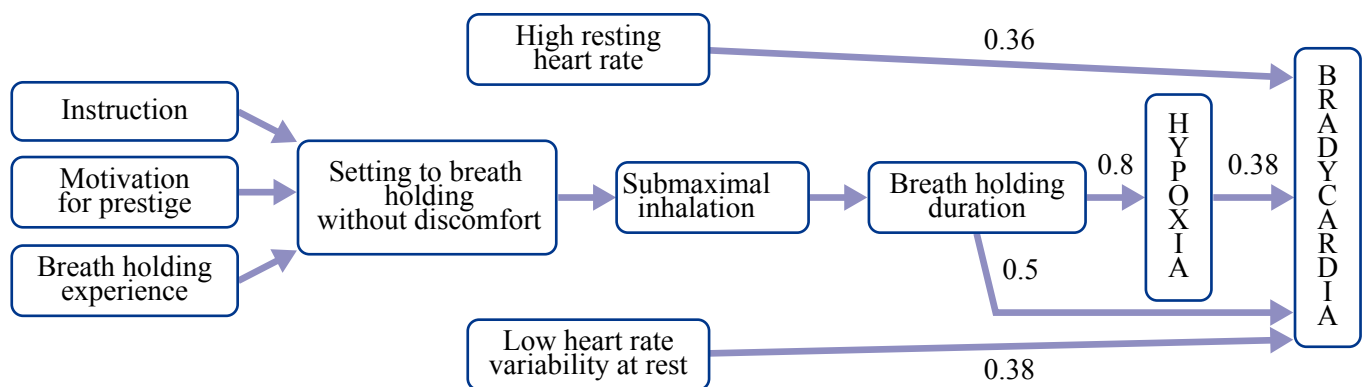 High resting
heart rate
0.36
Instruction
Motivation
for prestige
Breath holding
experience
Setting to breath
holding
without discomfort
Submaximal
inhalation
Breath holding
duration
0.8
HYPOXIA
0.38
BRADYCARDIA
0.5
Low heart rate
variability at rest
0.38